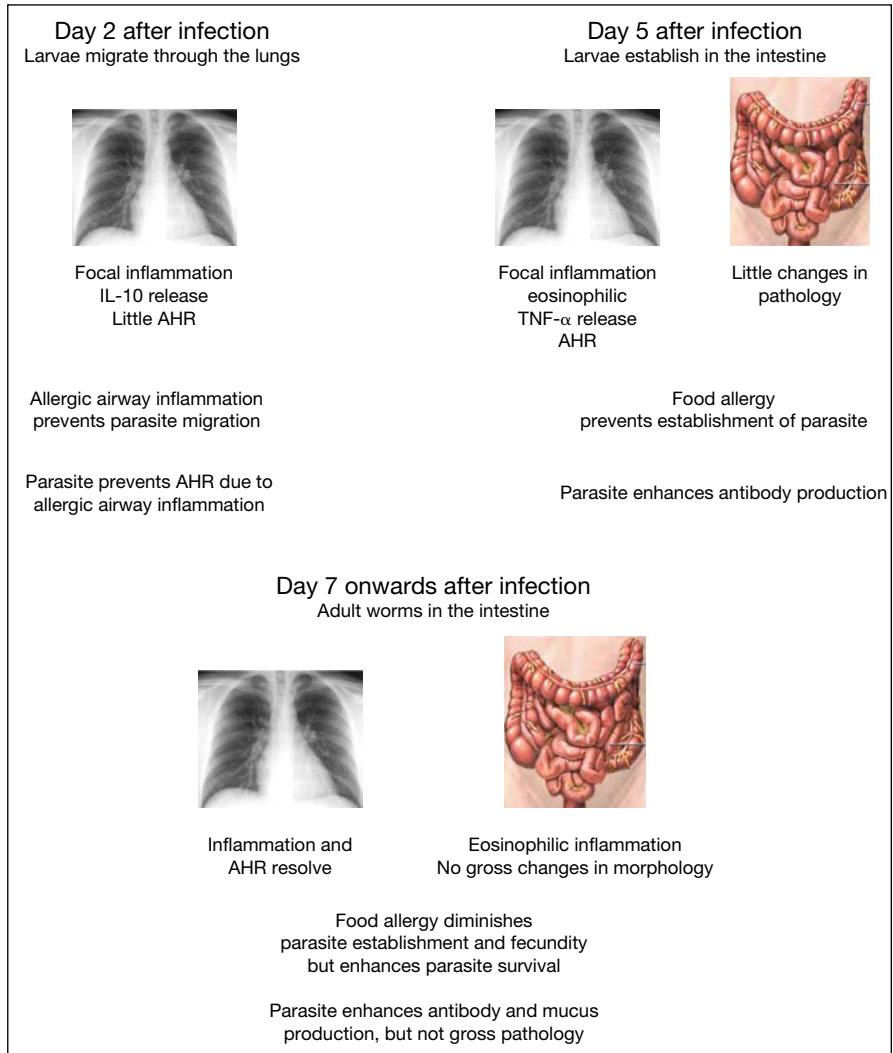 Day 2 after infection
Larvae migrate through the lungs
Focal inflammation
IL-10 release
Little AHR
Allergic airway inflammation
prevents parasite migration
Parasite prevents AHR due to
allergic airway inflammation
Day 5 after infection
Larvae establish in the intestine
Focal inflammation
eosinophilic
TNF-α release
AHR
Little changes in
pathology
Food allergy
prevents establishment of parasite
Parasite enhances antibody production
Day 7 onwards after infection
Adult worms in the intestine
Inflammation and
AHR resolve
Eosinophilic inflammation
No gross changes in morphology
Food allergy diminishes
parasite establishment and fecundity
but enhances parasite survival
Parasite enhances antibody and mucus
production, but not gross pathology